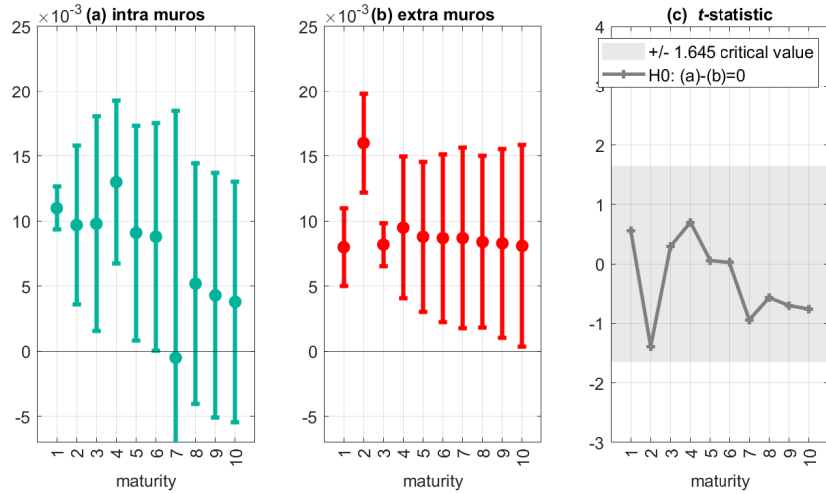 (a) intra muros
×10⁻³
25
20
15
10
5
0
-5
1 2 3 4 5 6 7 8 9 10
maturity
(b) extra muros
×10⁻³
25
20
15
10
5
0
-5
1 2 3 4 5 6 7 8 9 10
maturity
(c) t-statistic
+/- 1.645 critical value
H0: (a)-(b)=0
4
2
1
0
-1
-2
-3
1 2 3 4 5 6 7 8 9 10
maturity